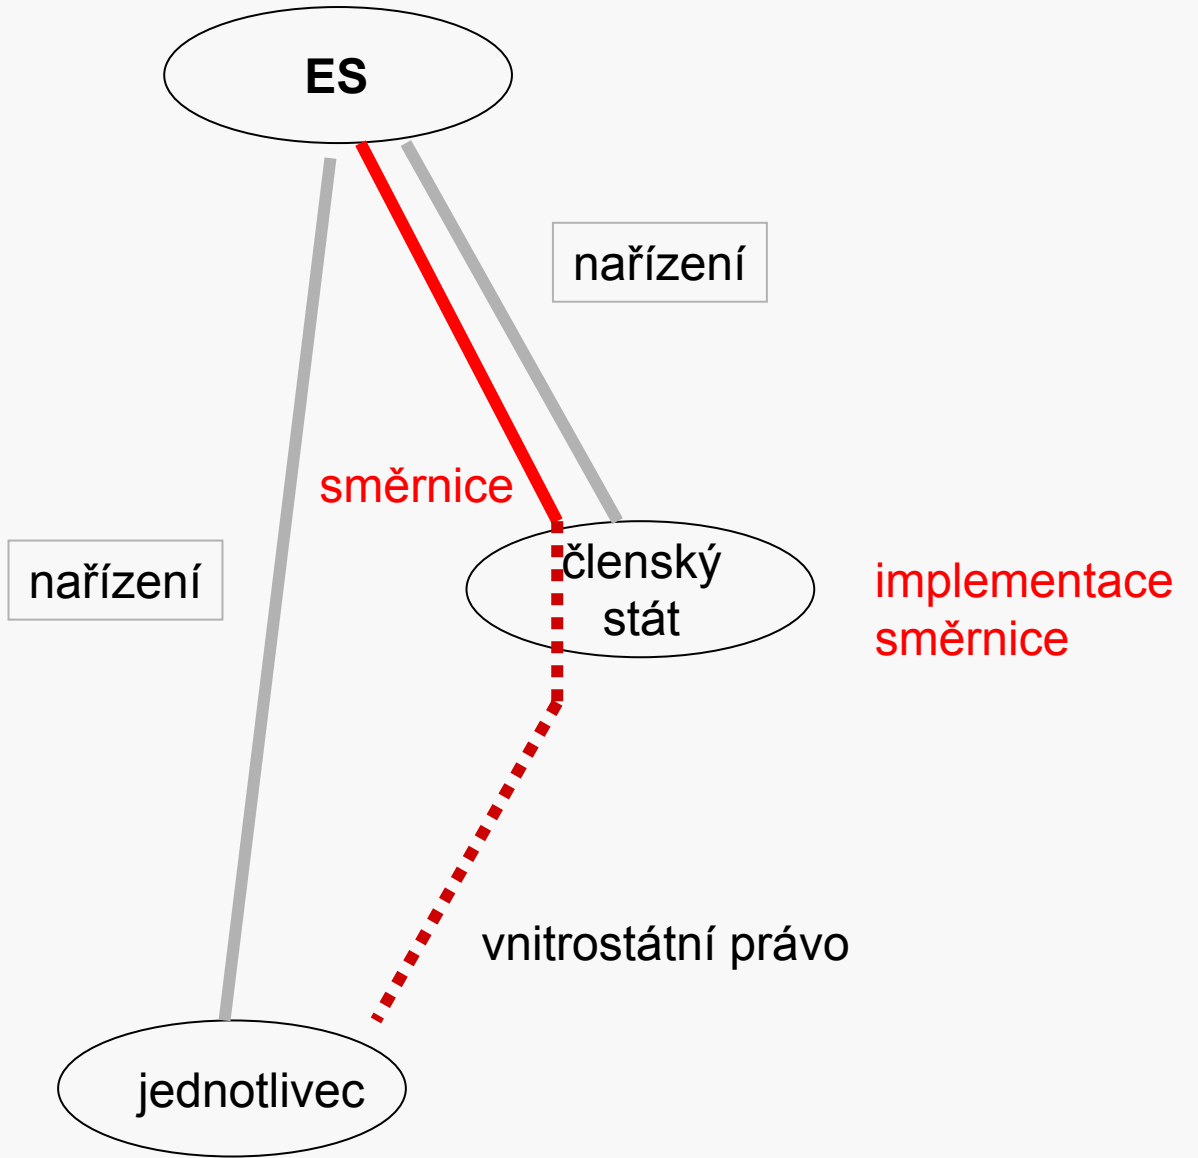 ES
nařízení
směrnice
nařízení
členský
stát
implementace
směrnice
vnitrostátní právo
jednotlivec